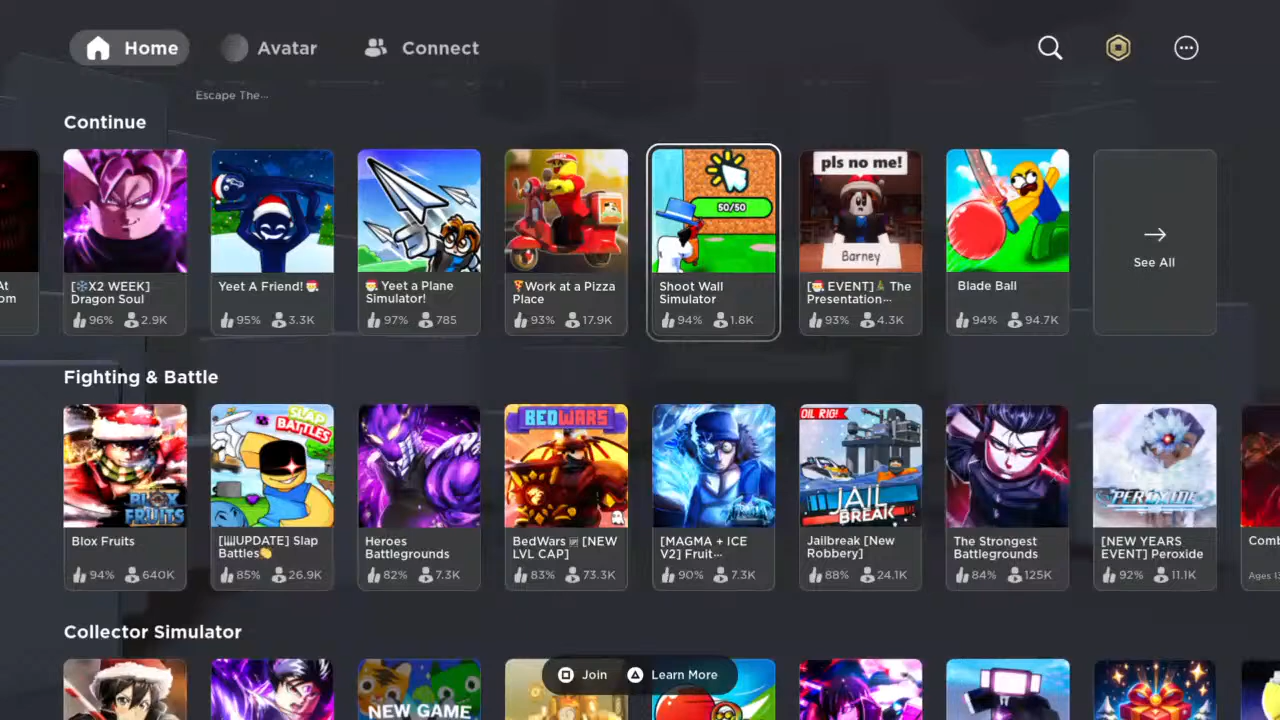 Home
Avatar
Connect
Escape The...
Continue
At
om
[❄X2 WEEK]
Dragon Soul
96% 2.9K
Yeet A Friend! 🎅
95% 3.3K
🎅 Yeet a Plane
Simulator!
97% 785
🍕Work at a Pizza
Place
93% 17.9K
50/50
Shoot Wall
Simulator
94% 1.8K
pls no me!
Barney
[🎅 EVENT]🎄 The
Presentation...
93% 4.3K
Blade Ball
94% 94.7K
See All
Fighting & Battle
BLOX
FRUITS
Blox Fruits
94% 640K
SLAP
BATTLES
[UPDATE] Slap
Battles👏
85% 26.9K
Heroes
Battlegrounds
82% 7.3K
BEDWARS
BedWars [NEW
LVL CAP]
83% 73.3K
[MAGMA + ICE
V2] Fruit...
90% 7.3K
OIL RIG!
JAIL
BREAK
Jailbreak [New
Robbery]
88% 24.1K
The Strongest
Battlegrounds
84% 125K
PEROXIDE
[NEW YEARS
EVENT] Peroxide
92% 11.1K
Comb
Ages 13
Collector Simulator
NEW GAME
Join
Learn More